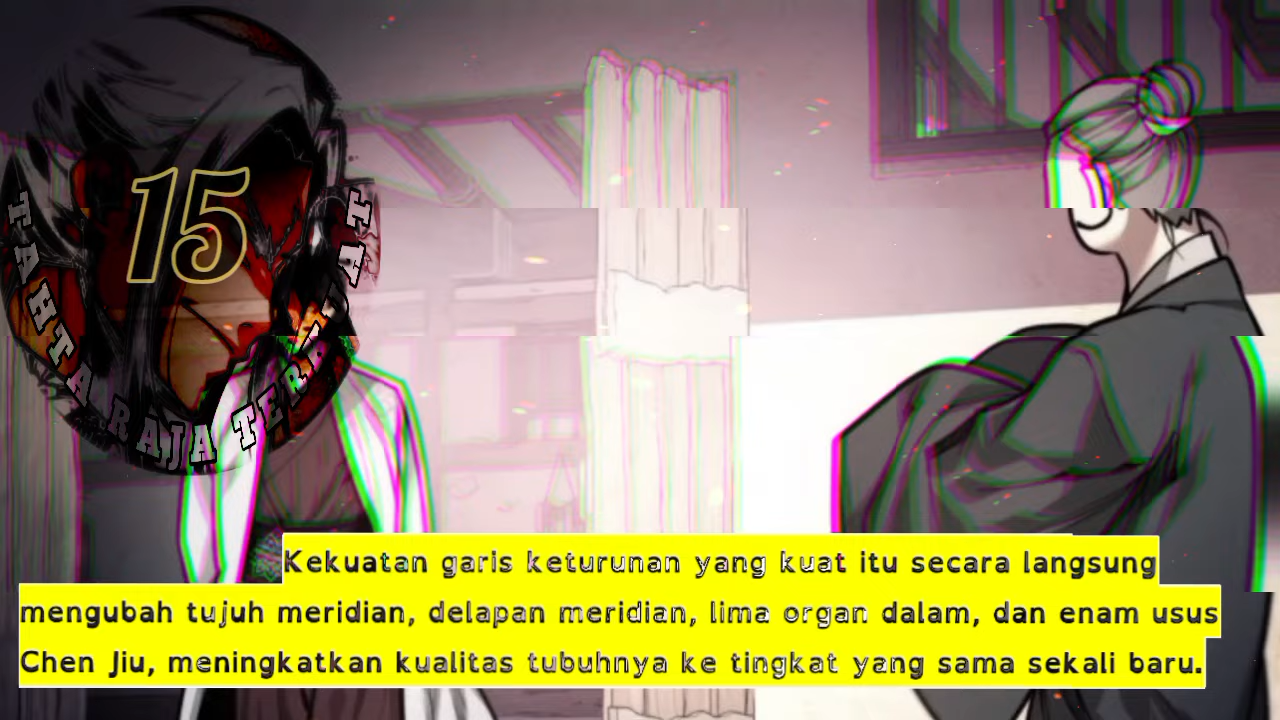 15
TAHTA RAJA TERAKHIR
Kekuatan garis keturunan yang kuat itu secara langsung
mengubah tujuh meridian, delapan meridian, lima organ dalam, dan enam usus
Chen Jiu, meningkatkan kualitas tubuhnya ke tingkat yang sama sekali baru.